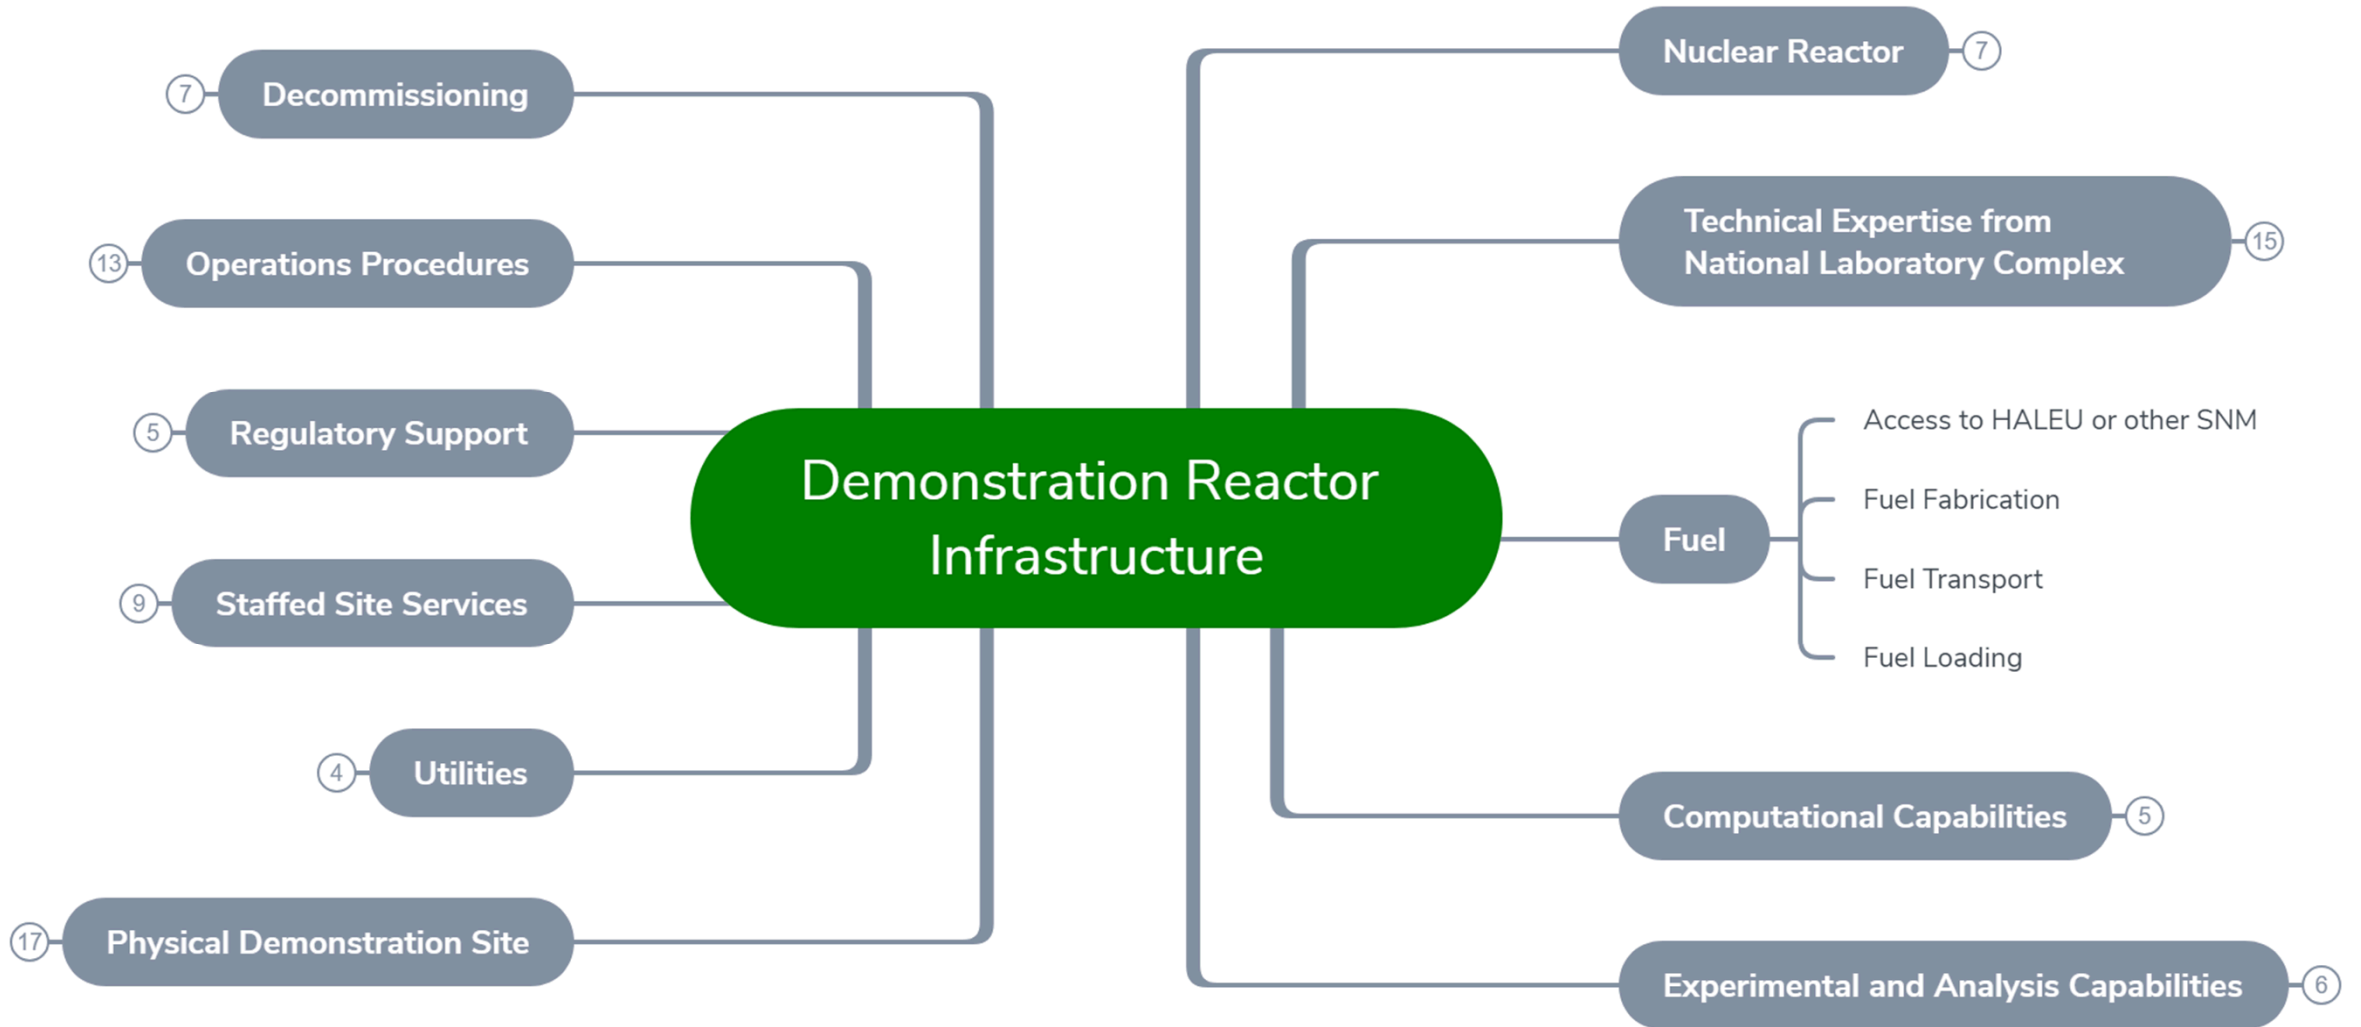 Decommissioning
7
Operations Procedures
13
Regulatory Support
5
Staffed Site Services
9
Utilities
4
Physical Demonstration Site
17
Demonstration Reactor
Infrastructure
Nuclear Reactor
7
Technical Expertise from
National Laboratory Complex
15
Fuel
Access to HALEU or other SNM
Fuel Fabrication
Fuel Transport
Fuel Loading
Computational Capabilities
5
Experimental and Analysis Capabilities
6